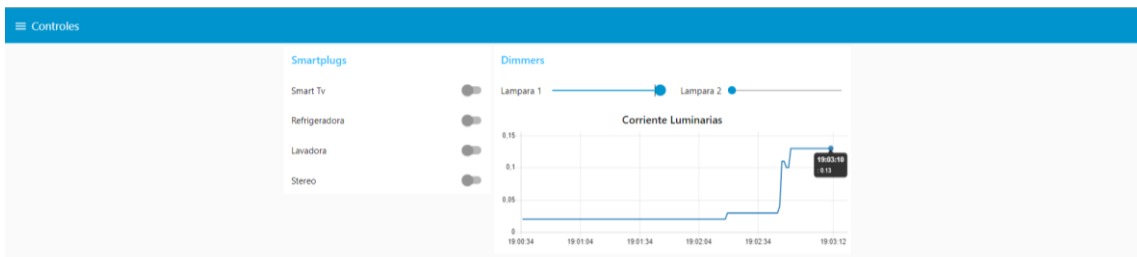 Controles
Smartplugs
Smart Tv
Refrigeradora
Lavadora
Stereo
Dimmers
Lampara 1
Lampara 2
Corriente Luminarias
0,15
0,1
0,05
0
19:00:34 19:01:04 19:01:34 19:02:04 19:02:34 19:03:12
19:03:10
: 0.13